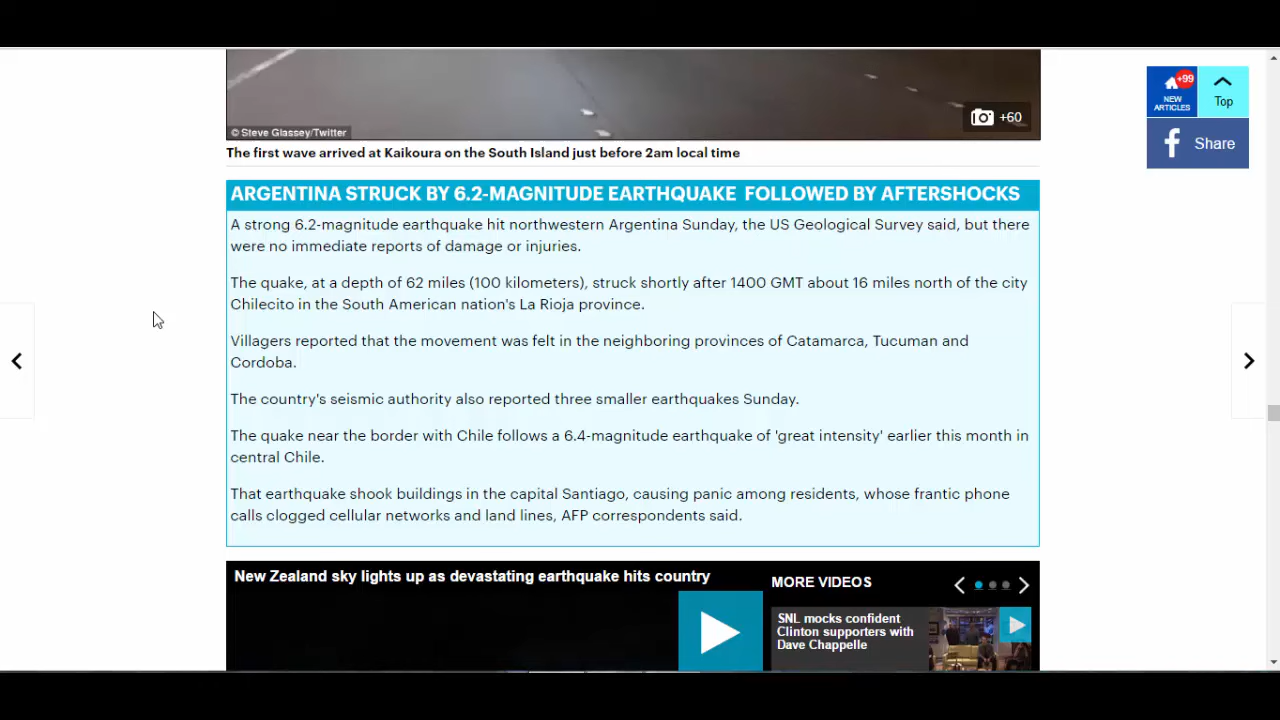 © Steve Glassey/Twitter
+60
+99
NEW
ARTICLES
Top
Share
The first wave arrived at Kaikoura on the South Island just before 2am local time
ARGENTINA STRUCK BY 6.2-MAGNITUDE EARTHQUAKE FOLLOWED BY AFTERSHOCKS
A strong 6.2-magnitude earthquake hit northwestern Argentina Sunday, the US Geological Survey said, but there
were no immediate reports of damage or injuries.
The quake, at a depth of 62 miles (100 kilometers), struck shortly after 1400 GMT about 16 miles north of the city
Chilecito in the South American nation's La Rioja province.
Villagers reported that the movement was felt in the neighboring provinces of Catamarca, Tucuman and
Cordoba.
The country's seismic authority also reported three smaller earthquakes Sunday.
The quake near the border with Chile follows a 6.4-magnitude earthquake of 'great intensity' earlier this month in
central Chile.
That earthquake shook buildings in the capital Santiago, causing panic among residents, whose frantic phone
calls clogged cellular networks and land lines, AFP correspondents said.
New Zealand sky lights up as devastating earthquake hits country
MORE VIDEOS
SNL mocks confident
Clinton supporters with
Dave Chappelle